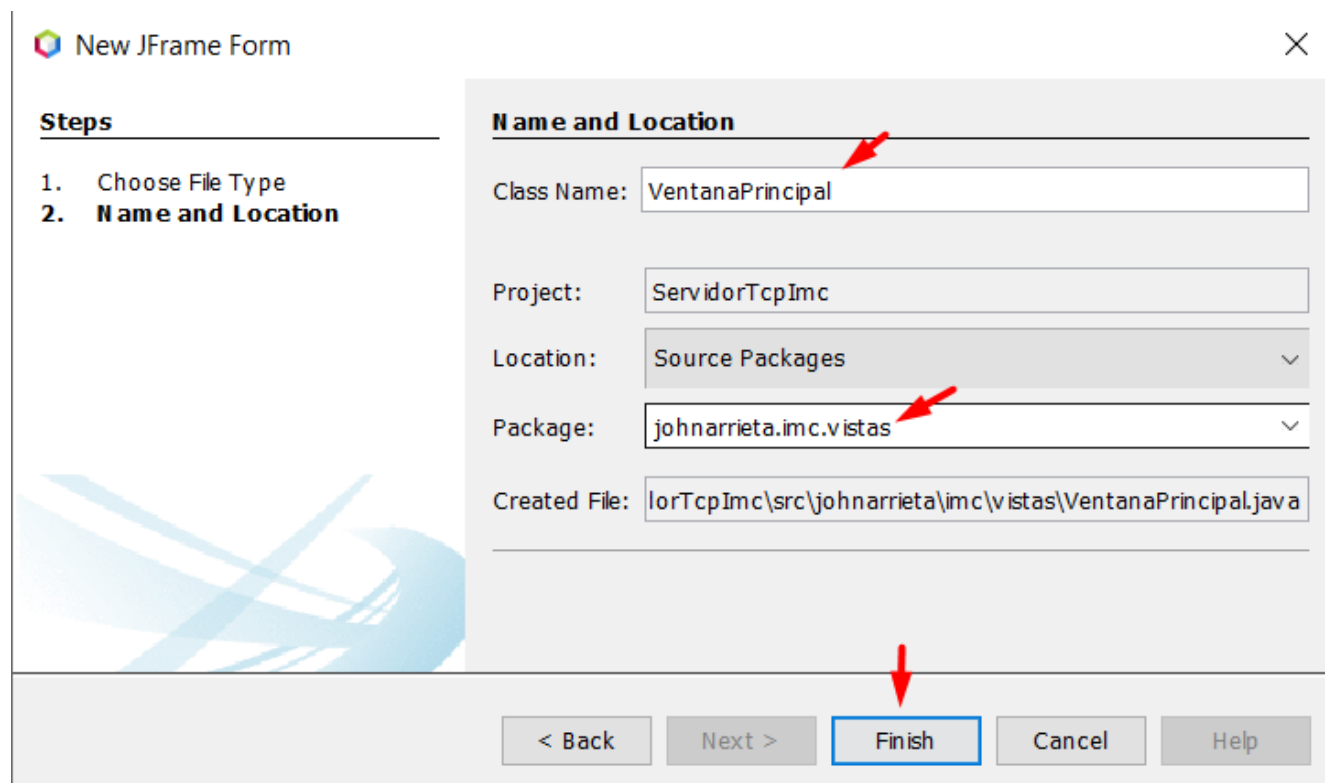 New JFrame Form
Steps
1. Choose File Type
2. Name and Location
Name and Location
Class Name: VentanaPrincipal
Project: ServidorTcpImc
Location: Source Packages
Package: johnarrieta.imc.vistas
Created File: lorTcpImc\src\johnarrieta\imc\vistas\VentanaPrincipal.java
< Back Next > Finish Cancel Help